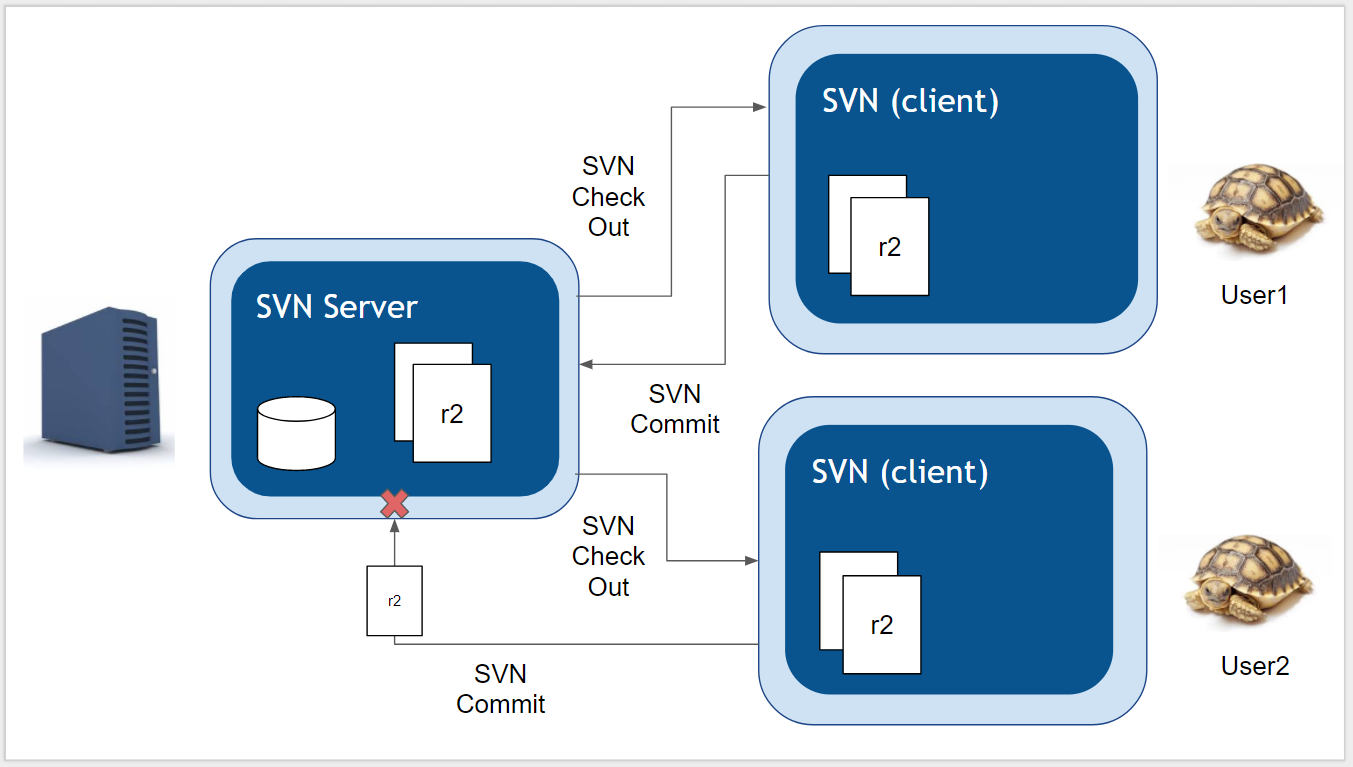 SVN (client)
SVN
Check
Out
r2
User1
SVN Server
r2
SVN
Commit
SVN (client)
SVN
Check
Out
r2
r2
User2
SVN
Commit